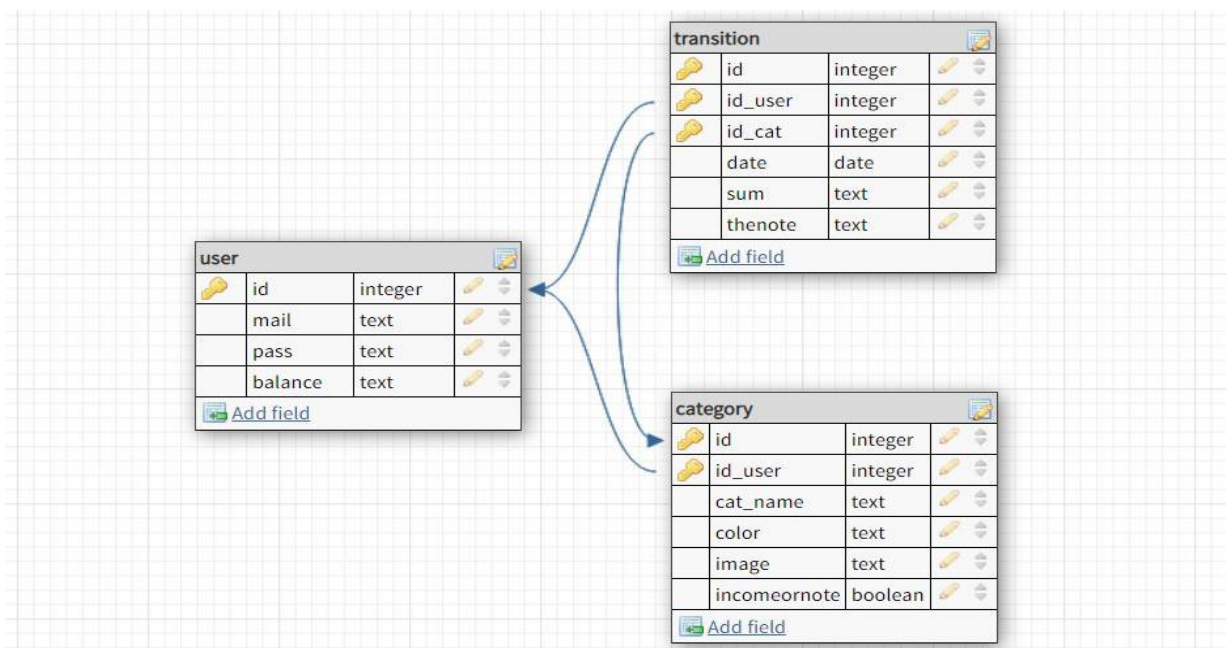 transition
id integer
id_user integer
id_cat integer
date date
sum text
thenote text
Add field
user
id integer
mail text
pass text
balance text
Add field
category
id integer
id_user integer
cat_name text
color text
image text
incomeornote boolean
Add field